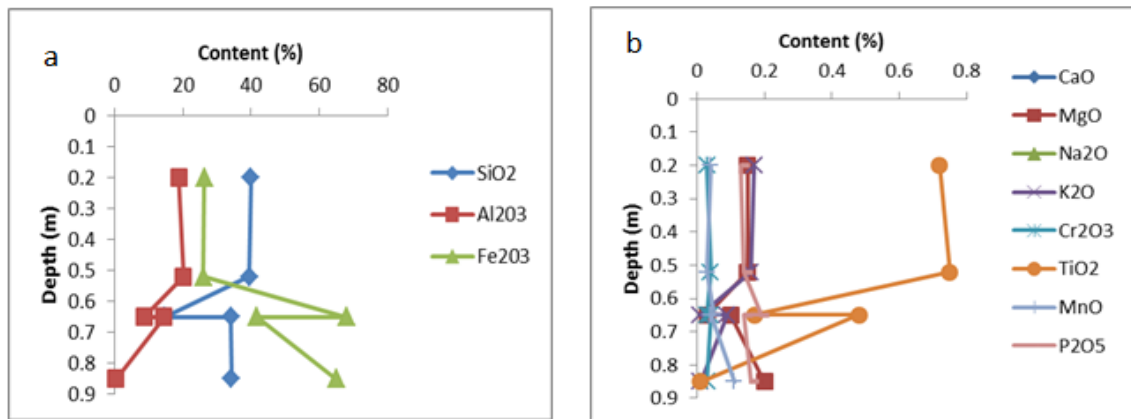 a
Content (%)
0 20 40 60 80
0
0.1
0.2
0.3
0.4
0.5
0.6
0.7
0.8
0.9
Depth (m)
SiO2
Al203
Fe203
b
Content (%)
0 0.2 0.4 0.6 0.8
0
0.1
0.2
0.3
0.4
0.5
0.6
0.7
0.8
0.9
Depth (m)
CaO
MgO
Na2O
K2O
Cr2O3
TiO2
MnO
P2O5